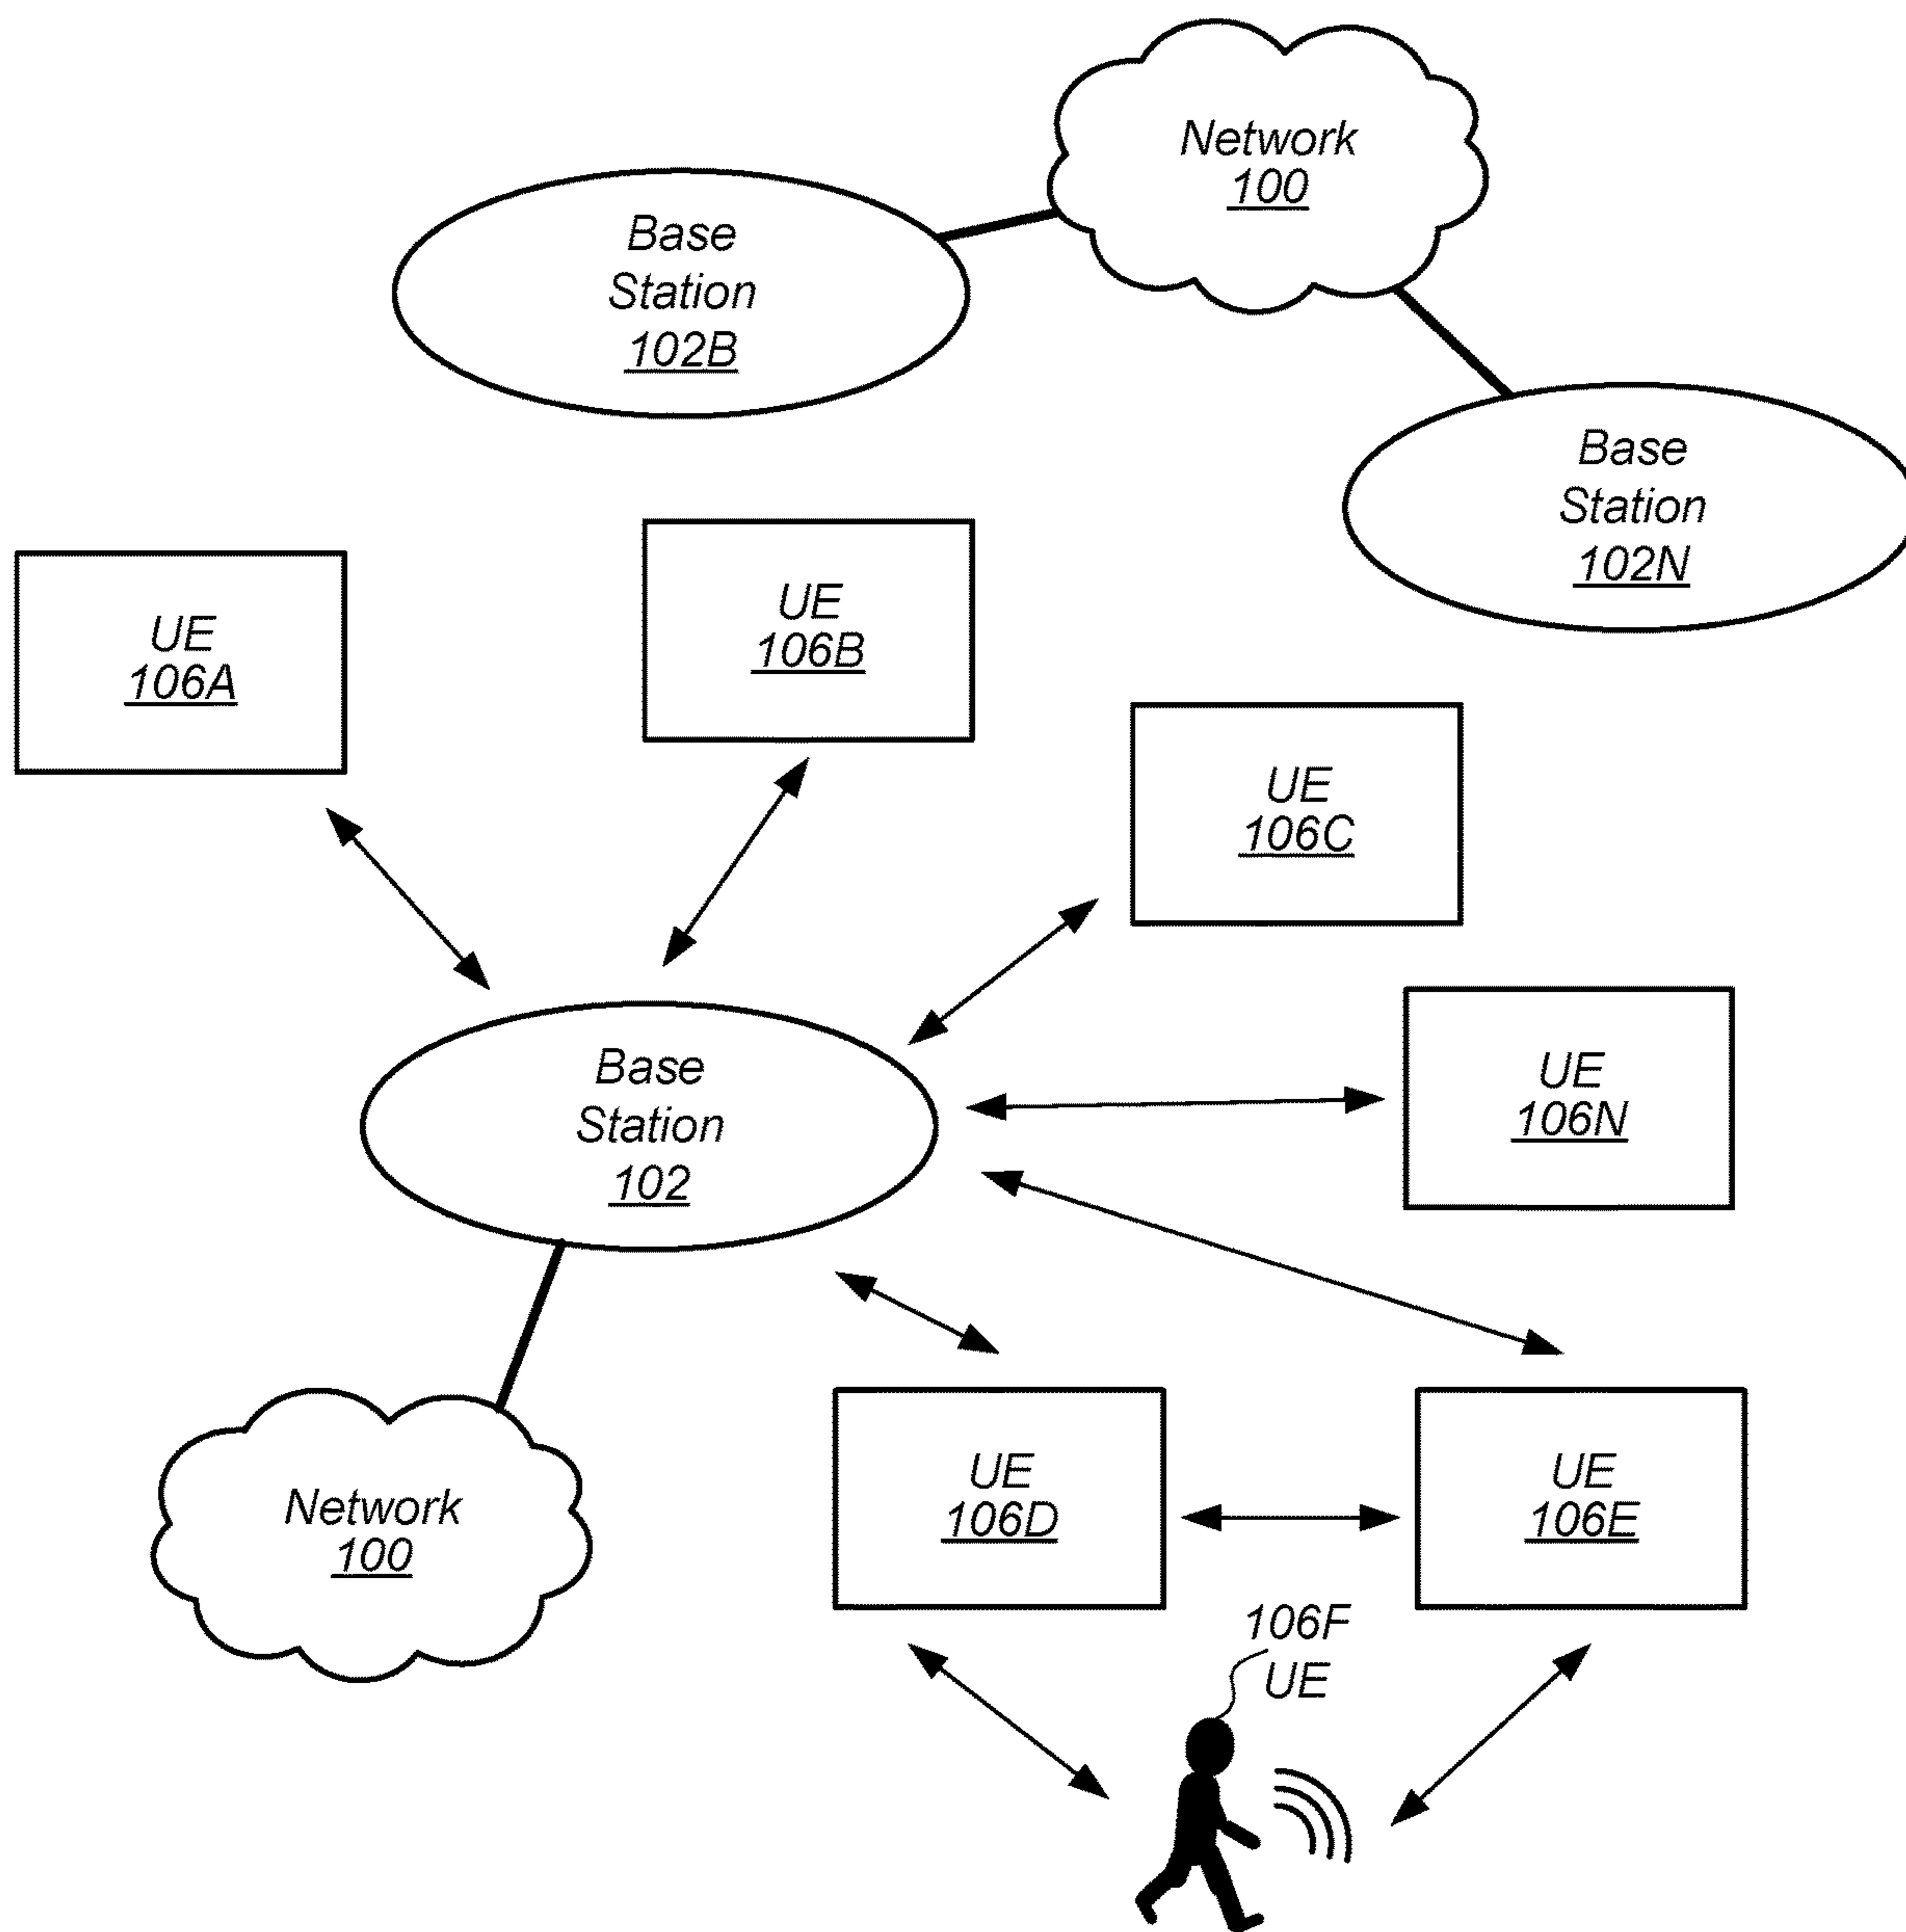 Network
100
Base
Station
102B
Base
Station
102N
UE
106A
UE
106B
UE
106C
Base
Station
102
UE
106N
Network
100
UE
106D
UE
106E
106F
UE